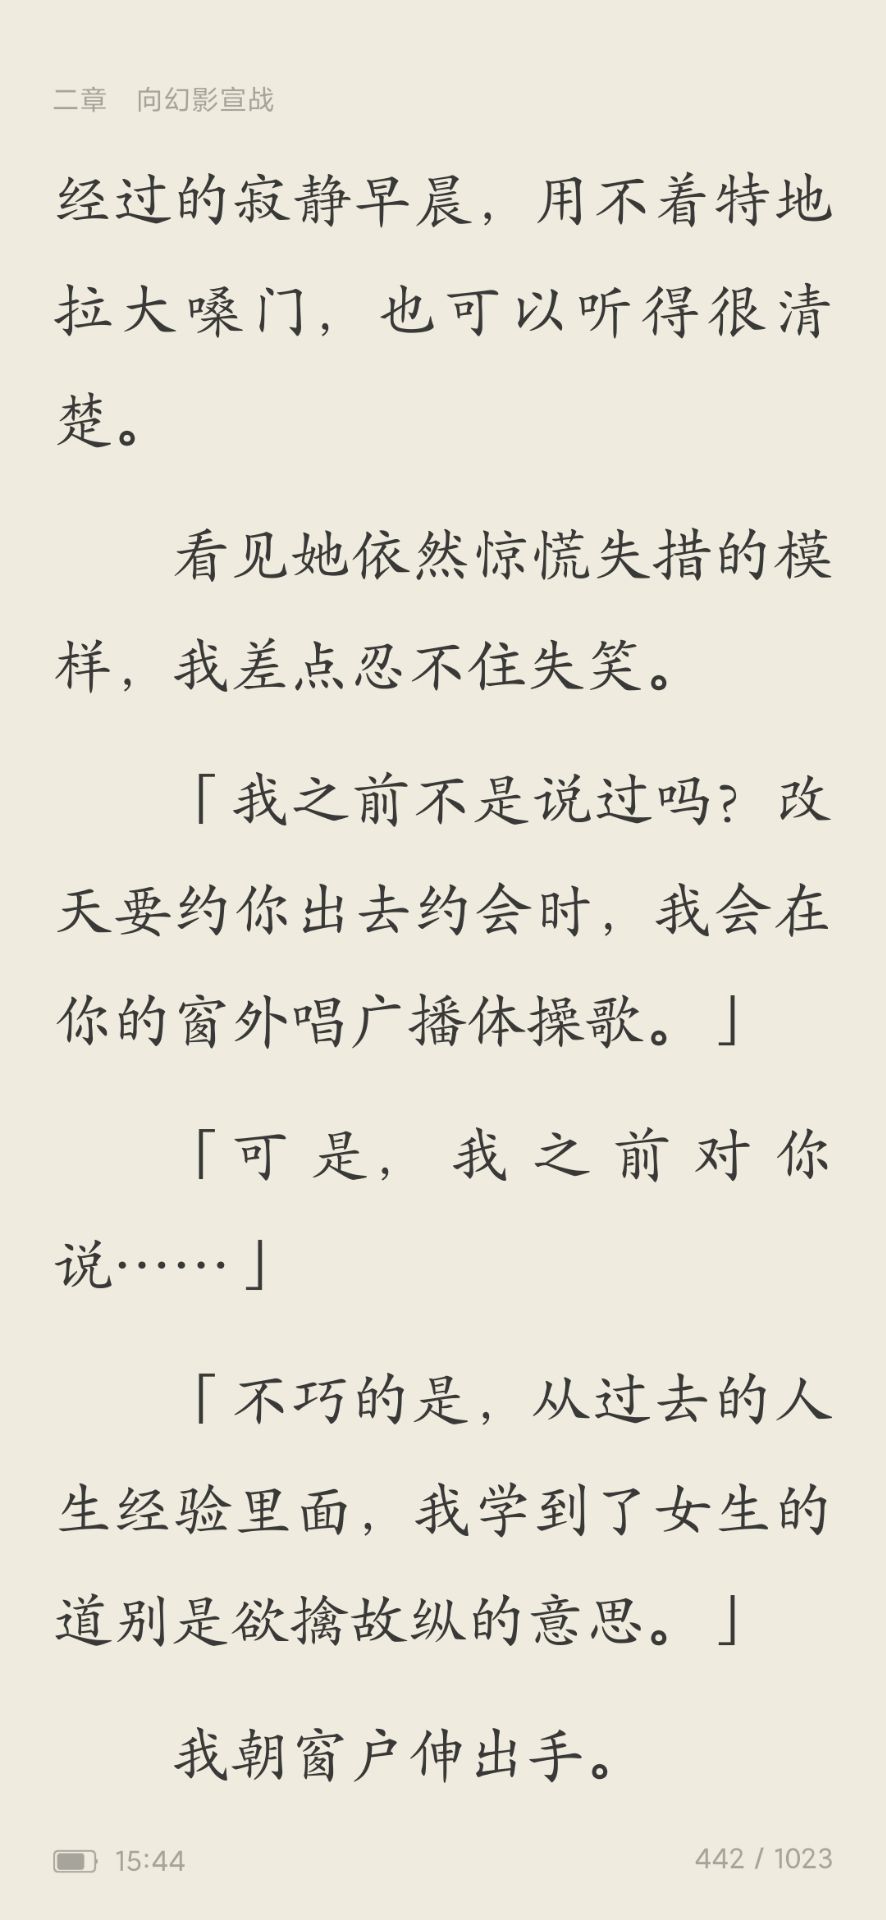 二章　向幻影宣战
经过的寂静早晨，用不着特地
拉大嗓门，也可以听得很清
楚。
看见她依然惊慌失措的模
样，我差点忍不住失笑。
「我之前不是说过吗？改
天要约你出去约会时，我会在
你的窗外唱广播体操歌。」
「可是，我之前对你
说……」
「不巧的是，从过去的人
生经验里面，我学到了女生的
道别是欲擒故纵的意思。」
我朝窗户伸出手。
15:44
442 / 1023